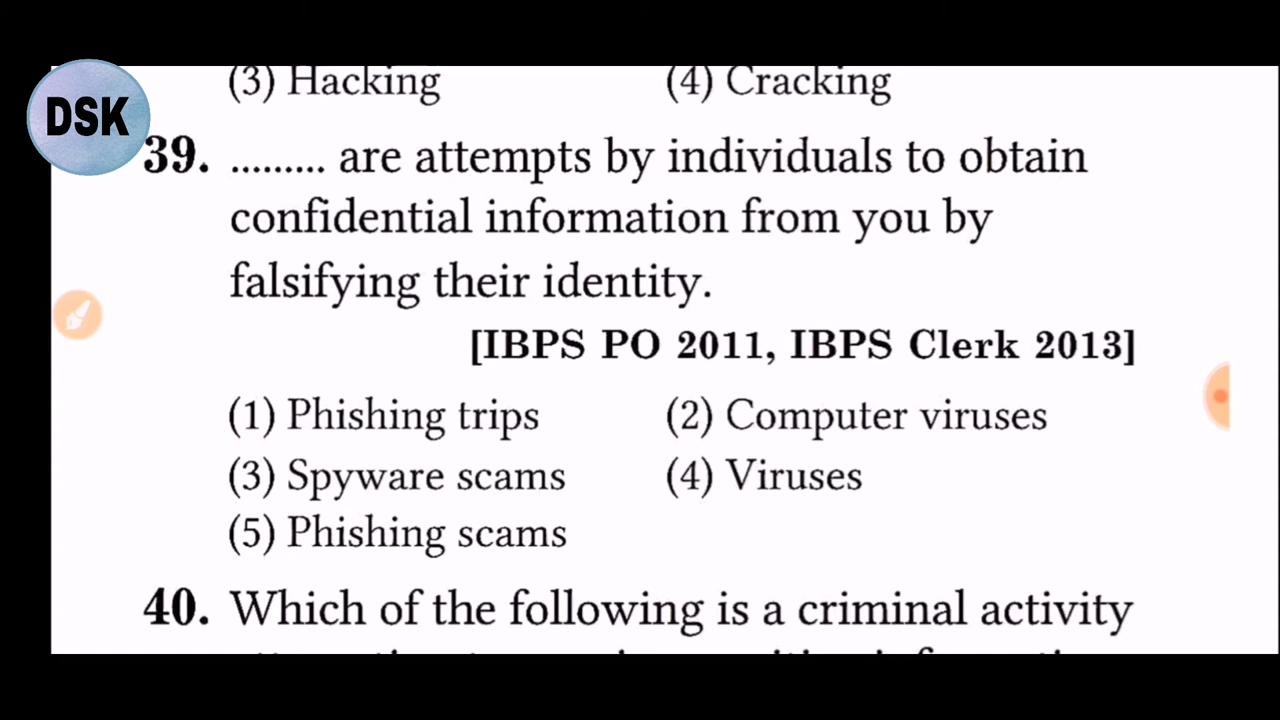 (3) Hacking (4) Cracking
DSK
39. ......... are attempts by individuals to obtain
confidential information from you by
falsifying their identity.
[IBPS PO 2011, IBPS Clerk 2013]
(1) Phishing trips (2) Computer viruses
(3) Spyware scams (4) Viruses
(5) Phishing scams
40. Which of the following is a criminal activity